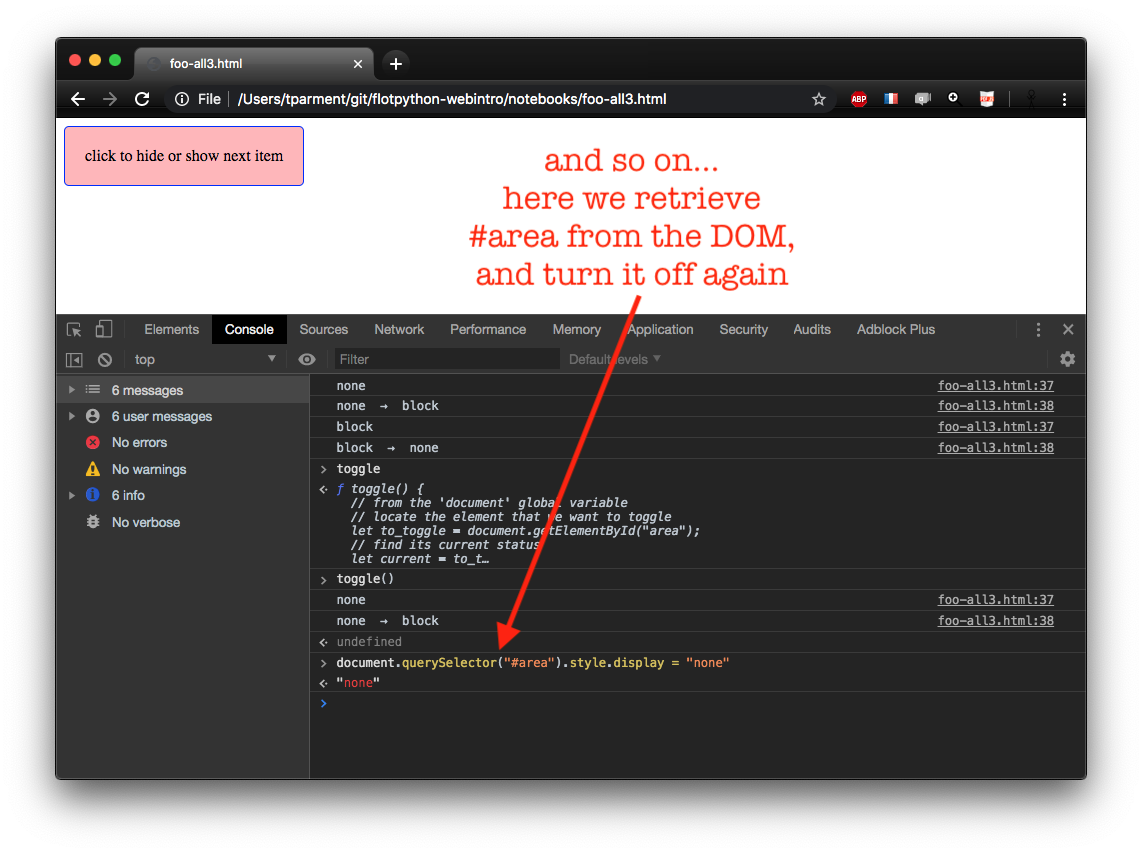 foo-all3.html
File
/Users/tparment/git/flotpython-webintro/notebooks/foo-all3.html
ABP
click to hide or show next item
and so on...
here we retrieve
#area from the DOM,
and turn it off again
Elements Console Sources Network Performance Memory Application Security Audits Adblock Plus
top Filter Default levels
6 messages
6 user messages
No errors
No warnings
6 info
No verbose
none foo-all3.html:37
none → block foo-all3.html:38
block foo-all3.html:37
block → none foo-all3.html:38
> toggle
ƒ toggle() {
// from the 'document' global variable
// locate the element that we want to toggle
let to_toggle = document.getElementById("area");
// find its current status
let current = to_t…
> toggle()
none foo-all3.html:37
none → block foo-all3.html:38
undefined
> document.querySelector("#area").style.display = "none"
"none"
>